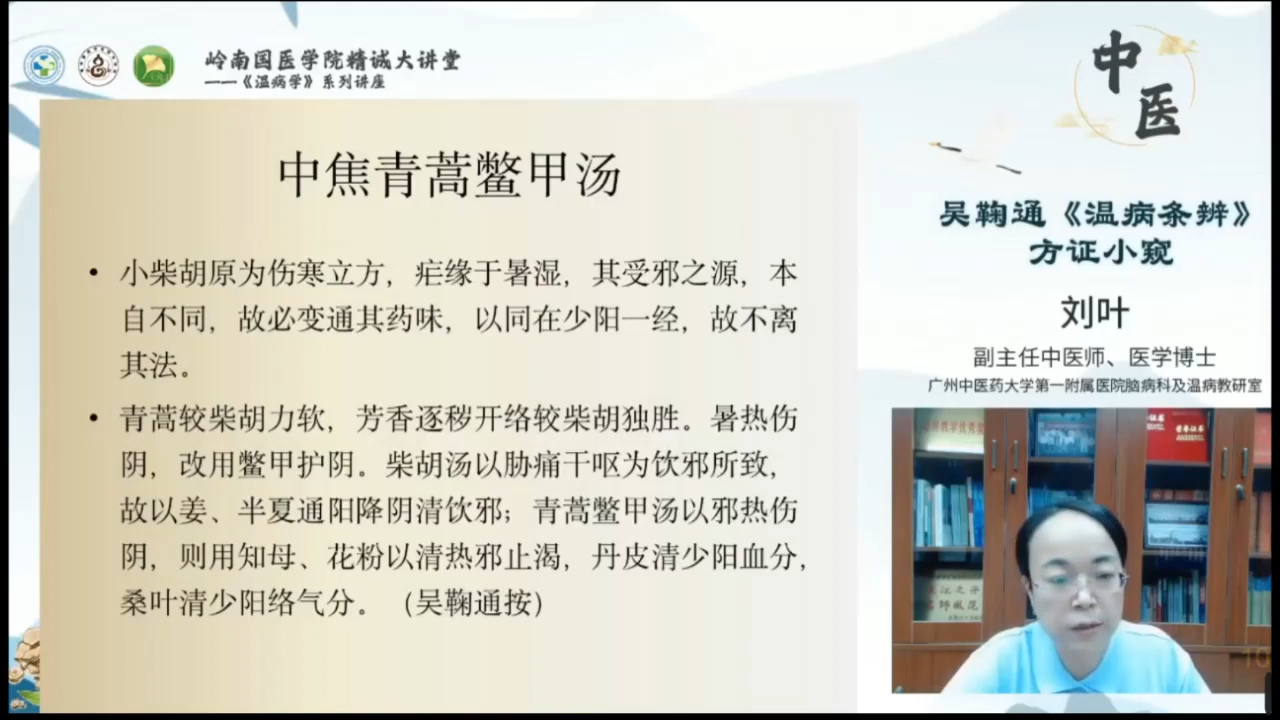 岭南国医学院精诚大讲堂
——《温病学》系列讲座
中医
中焦青蒿鳖甲汤
• 小柴胡原为伤寒立方，疟缘于暑湿，其受邪之源，本
自不同，故必变通其药味，以同在少阳一经，故不离
其法。
• 青蒿较柴胡力软，芳香逐秽开络较柴胡独胜。暑热伤
阴，改用鳖甲护阴。柴胡汤以胁痛干呕为饮邪所致，
故以姜、半夏通阳降阴清饮邪；青蒿鳖甲汤以邪热伤
阴，则用知母、花粉以清热邪止渴，丹皮清少阳血分，
桑叶清少阳络气分。（吴鞠通按）
吴鞠通《温病条辨》
方证小窥
刘叶
副主任中医师、医学博士
广州中医药大学第一附属医院脑病科及温病教研室